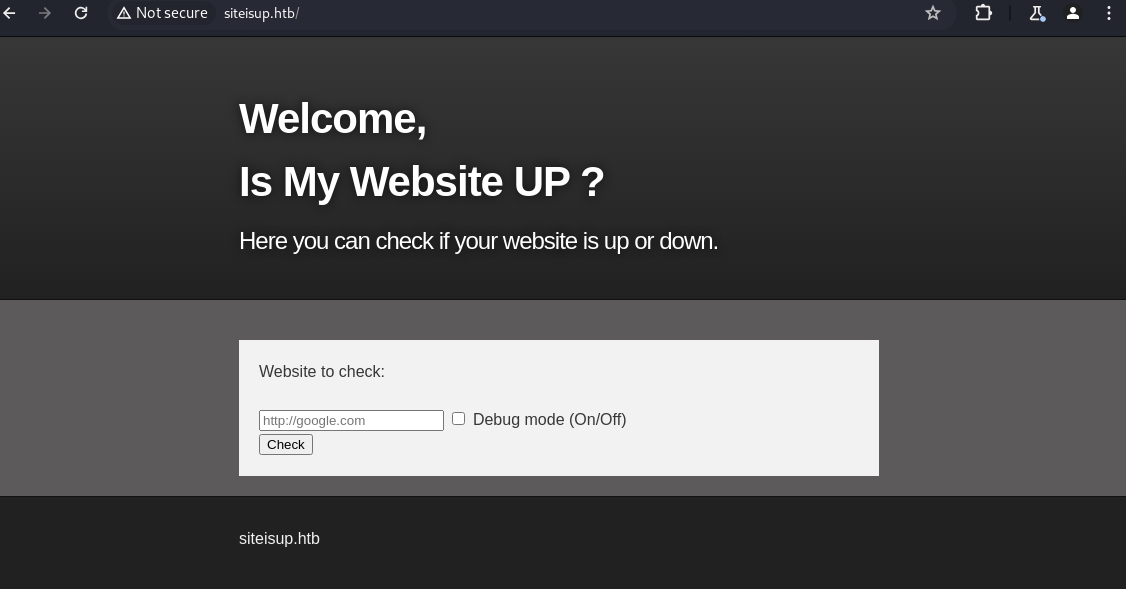 Not secure siteisup.htb/
Welcome,
Is My Website UP ?
Here you can check if your website is up or down.
Website to check:
http://google.com Debug mode (On/Off)
Check
siteisup.htb